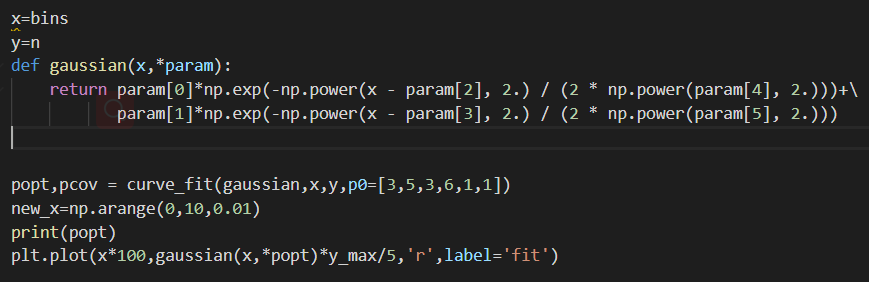 x=bins
y=n
def gaussian(x,*param):
    return param[0]*np.exp(-np.power(x - param[2], 2.) / (2 * np.power(param[4], 2.)))+\
           param[1]*np.exp(-np.power(x - param[3], 2.) / (2 * np.power(param[5], 2.)))
popt,pcov = curve_fit(gaussian,x,y,p0=[3,5,3,6,1,1])
new_x=np.arange(0,10,0.01)
print(popt)
plt.plot(x*100,gaussian(x,*popt)*y_max/5,'r',label='fit')